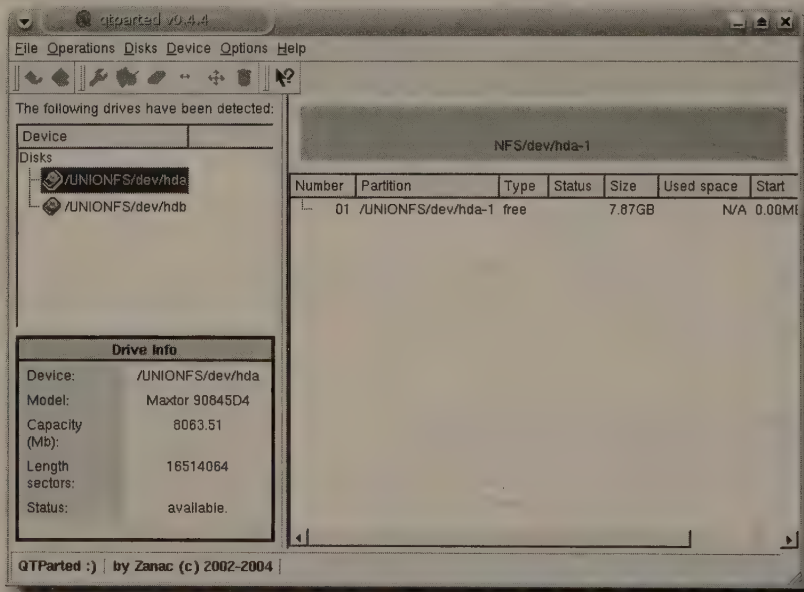 qtparted v0.4.4
File Operations Disks Device Options Help
The following drives have been detected:
Device
Disks
/UNIONFS/dev/hda
/UNIONFS/dev/hdb
NFS/dev/hda-1
Number Partition Type Status Size Used space Start
01 /UNIONFS/dev/hda-1 free 7.87GB N/A 0.00M
Drive Info
Device: /UNIONFS/dev/hda
Model: Maxtor 90845D4
Capacity (Mb): 8063.51
Length sectors: 16514064
Status: available.
QTParted :) by Zanac (c) 2002-2004